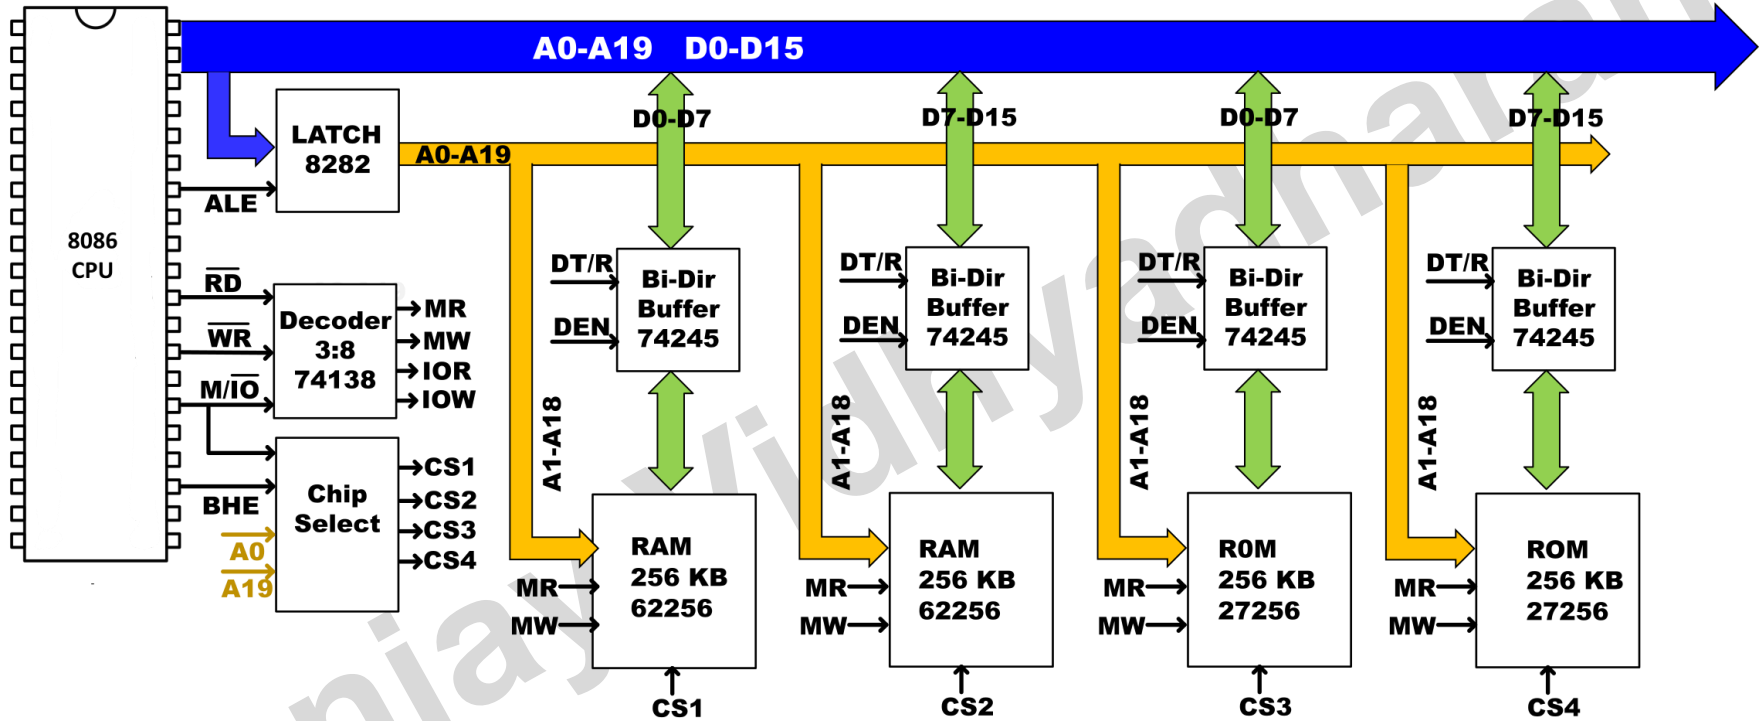 A0-A19 D0-D15
8086
CPU
LATCH
8282
A0-A19
ALE
RD
WR
M/IO
Decoder
3:8
74138
MR
MW
IOR
IOW
BHE
A0
A19
Chip
Select
CS1
CS2
CS3
CS4
D0-D7
DT/R
DEN
Bi-Dir
Buffer
74245
A1-A18
RAM
256 KB
62256
MR
MW
CS1
D7-D15
DT/R
DEN
Bi-Dir
Buffer
74245
A1-A18
RAM
256 KB
62256
MR
MW
CS2
D0-D7
DT/R
DEN
Bi-Dir
Buffer
74245
A1-A18
R0M
256 KB
27256
MR
MW
CS3
D7-D15
DT/R
DEN
Bi-Dir
Buffer
74245
A1-A18
ROM
256 KB
27256
MR
MW
CS4